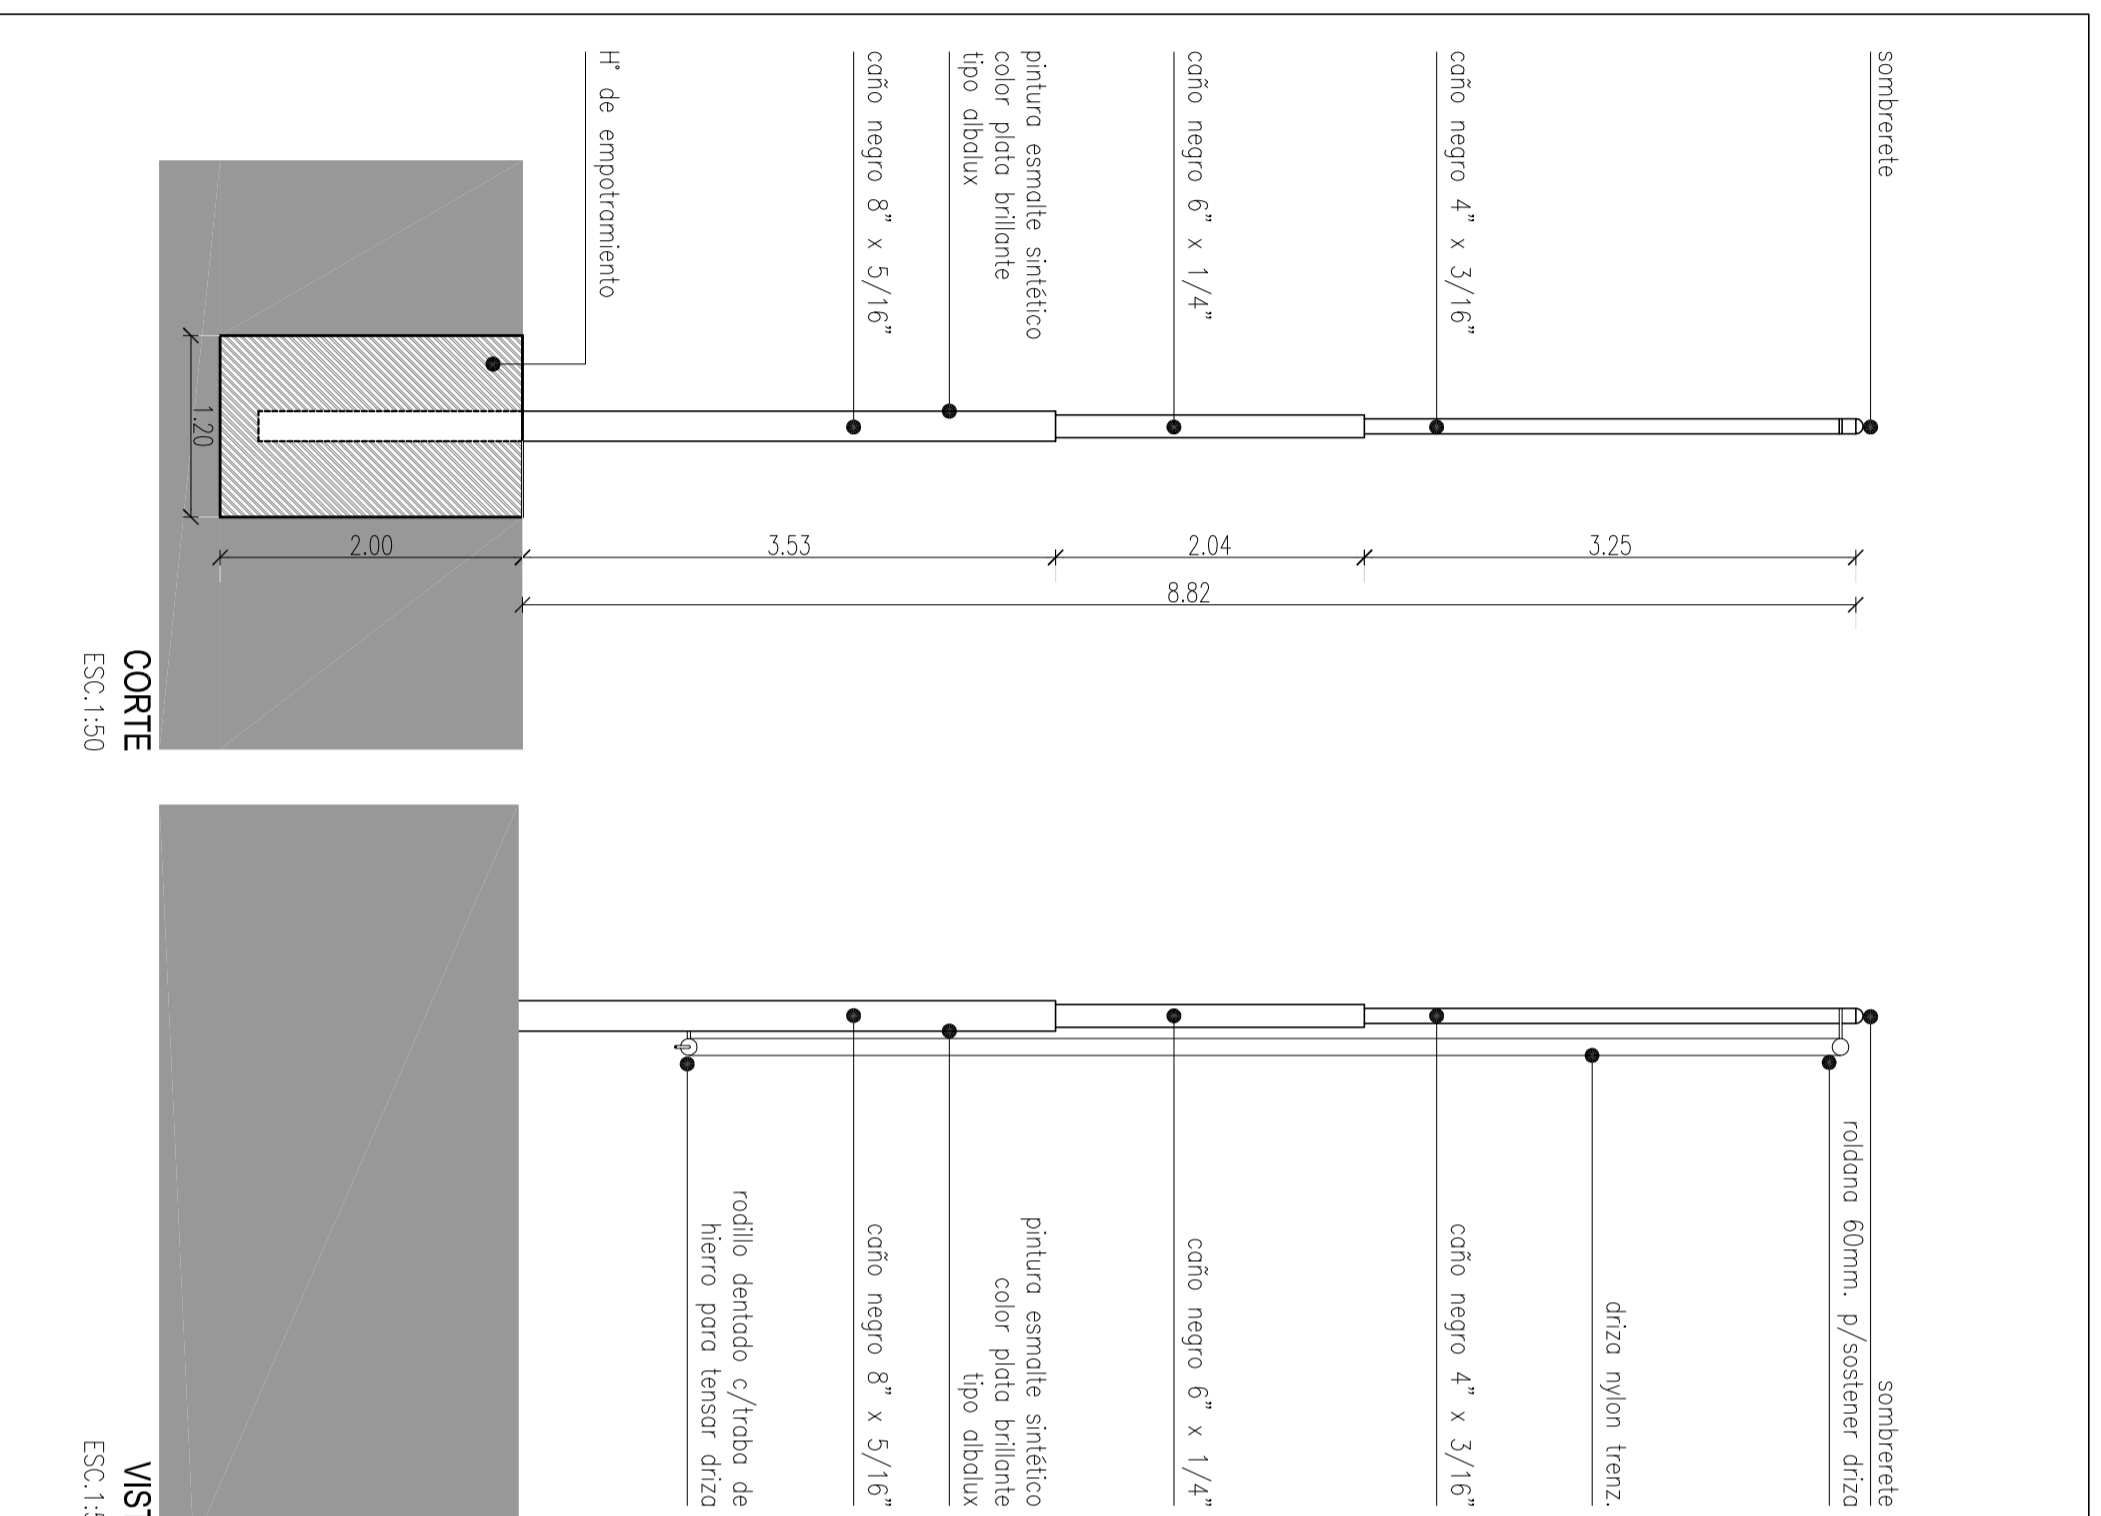 sombrerete
caño negro 4" x 3/16"
caño negro 6" x 1/4"
pintura esmalte sintético
color plata brillante
tipo albalux
caño negro 8" x 5/16"
H° de empotramiento
3.25
2.04
3.53
2.00
8.82
1.20
CORTE
ESC.1:50
sombrerete
roldana 60mm. p/sostener driza
driza nylon trenz.
caño negro 4" x 3/16"
caño negro 6" x 1/4"
pintura esmalte sintético
color plata brillante
tipo albalux
caño negro 8" x 5/16"
rodillo dentado c/traba de
hierro para tensar driza
VIST
ESC.1:5